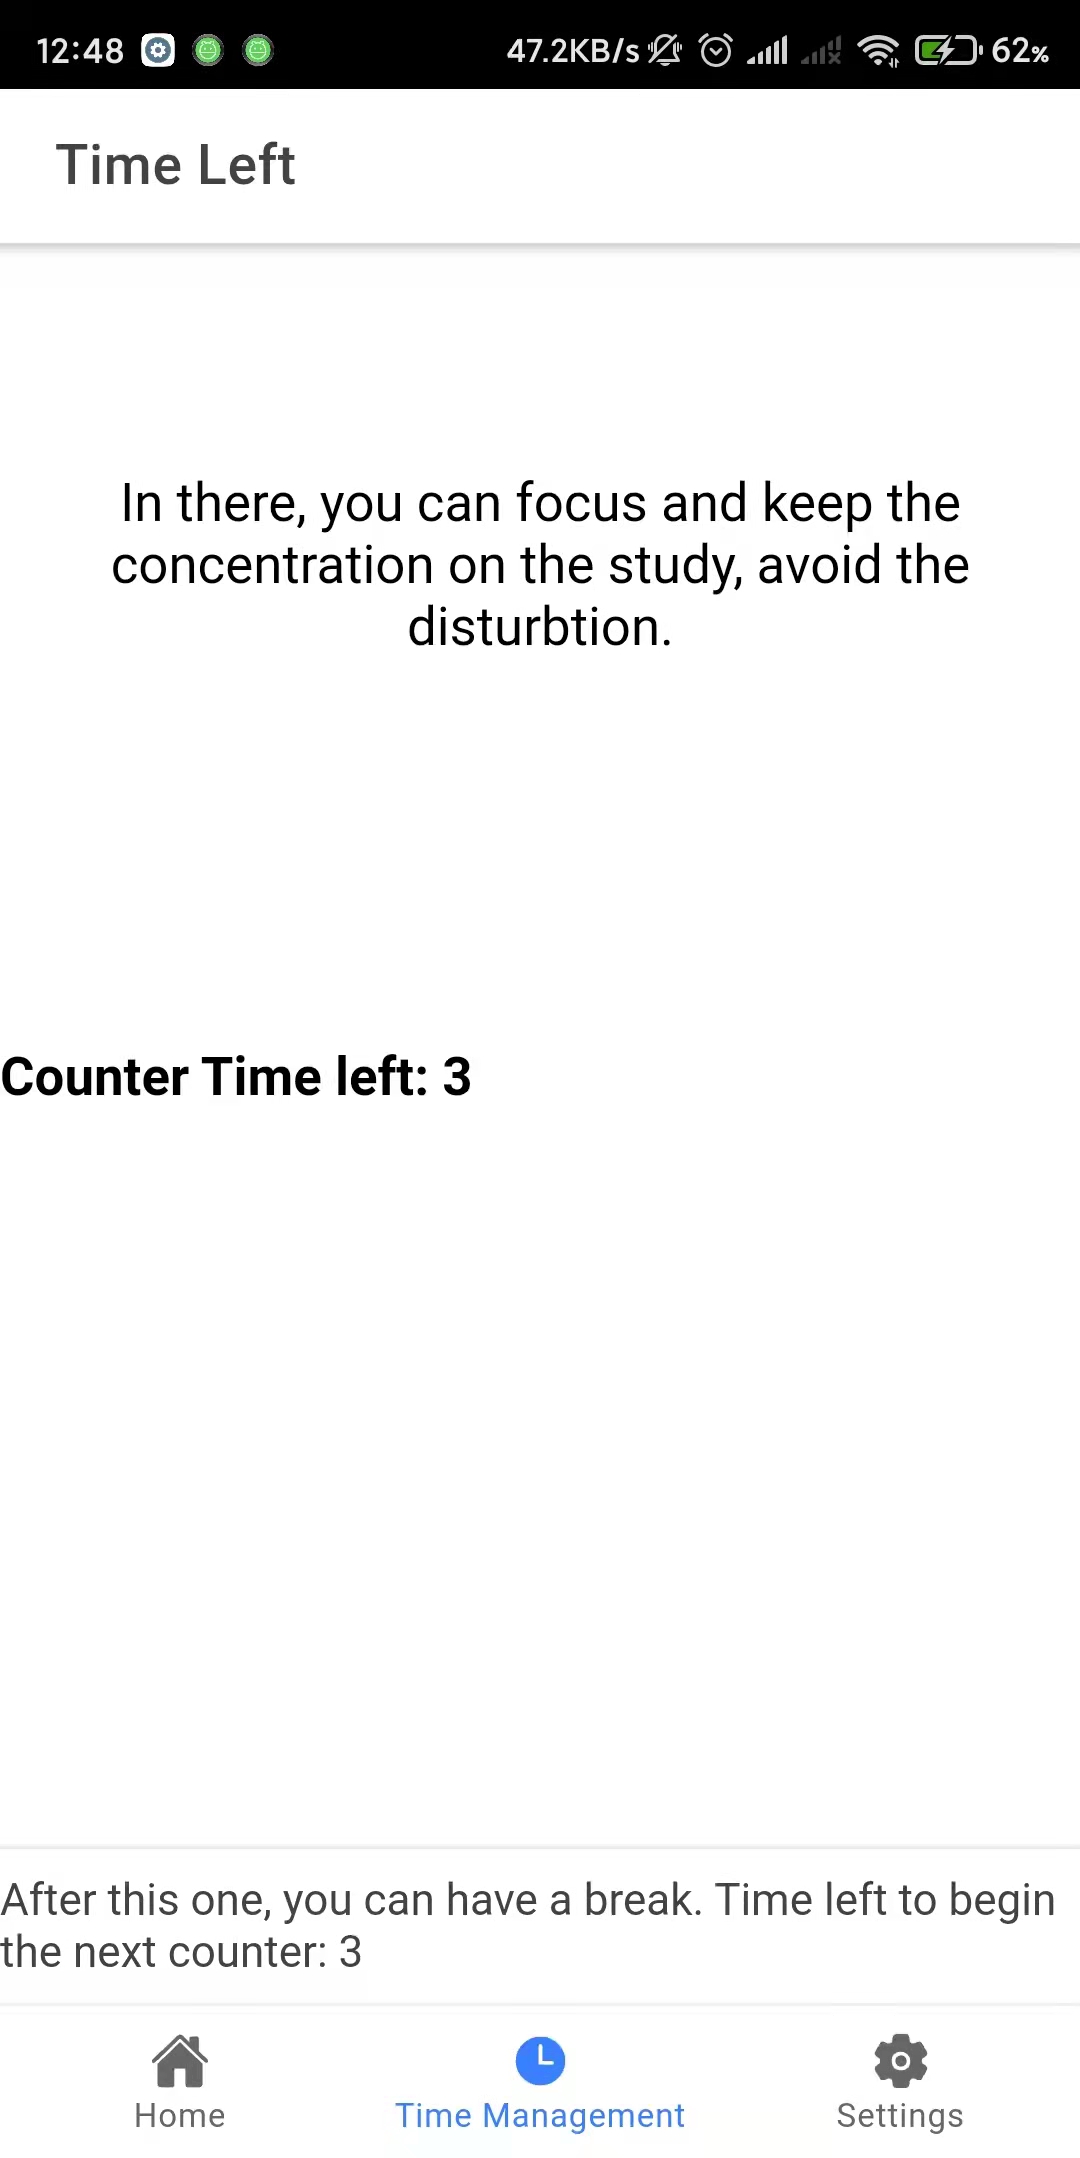 12:48 47.2KB/s 62%
Time Left
In there, you can focus and keep the
concentration on the study, avoid the
disturbtion.
Counter Time left: 3
After this one, you can have a break. Time left to begin
the next counter: 3
Home Time Management Settings